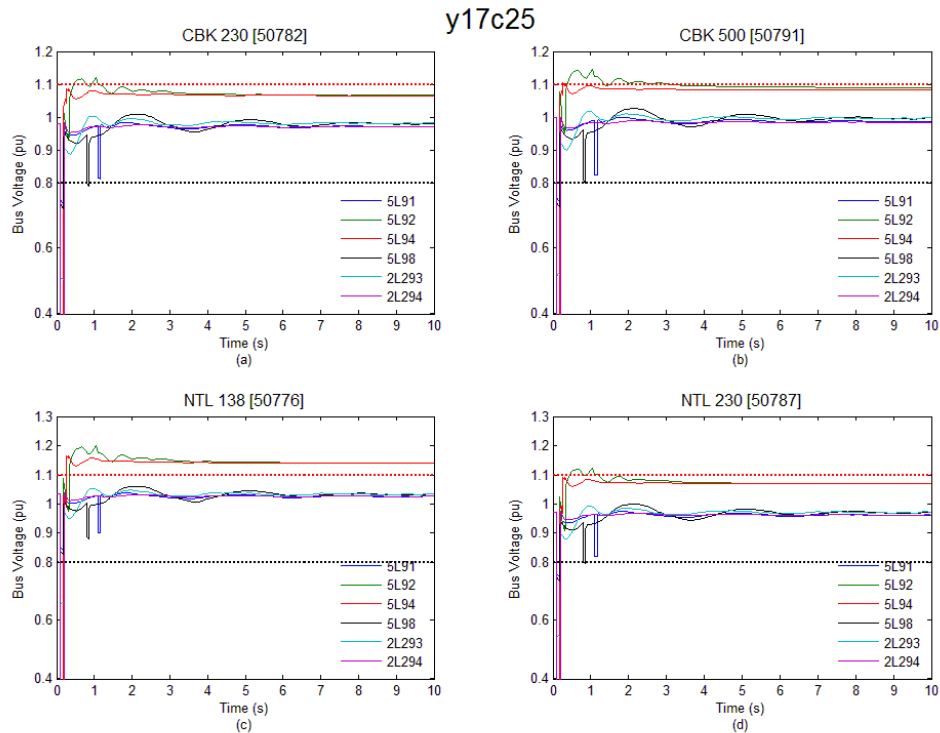 y17c25
CBK 230 [50782]
Bus Voltage (pu)
1.2
1.1
1
0.9
0.8
0.6
0.4
5L91
5L92
5L94
5L98
2L293
2L294
0 1 2 3 4 5 6 7 8 9 10
Time (s)
(a)
CBK 500 [50791]
Bus Voltage (pu)
1.2
1.1
1
0.9
0.8
0.6
0.4
5L91
5L92
5L94
5L98
2L293
2L294
0 1 2 3 4 5 6 7 8 9 10
Time (s)
(b)
NTL 138 [50776]
Bus Voltage (pu)
1.3
1.2
1.1
1
0.9
0.8
0.6
0.4
5L91
5L92
5L94
5L98
2L293
2L294
0 1 2 3 4 5 6 7 8 9 10
Time (s)
(c)
NTL 230 [50787]
Bus Voltage (pu)
1.3
1.2
1.1
1
0.9
0.8
0.6
0.4
5L91
5L92
5L94
5L98
2L293
2L294
0 1 2 3 4 5 6 7 8 9 10
Time (s)
(d)